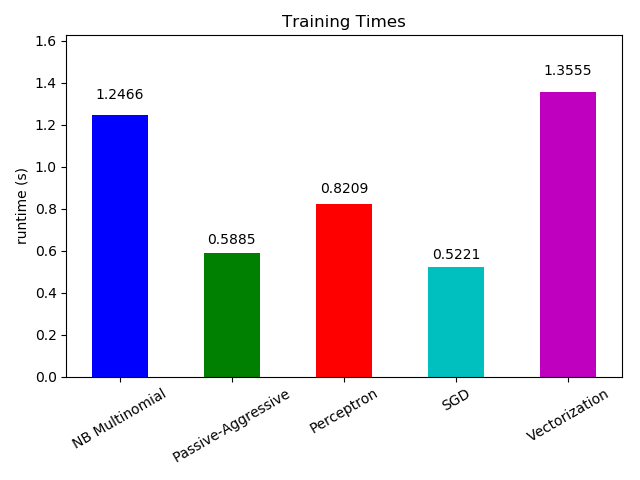 Training Times
runtime (s)
1.6
1.4
1.2
1.0
0.8
0.6
0.4
0.2
0.0
1.2466
0.5885
0.8209
0.5221
1.3555
NB Multinomial
Passive-Aggressive
Perceptron
SGD
Vectorization